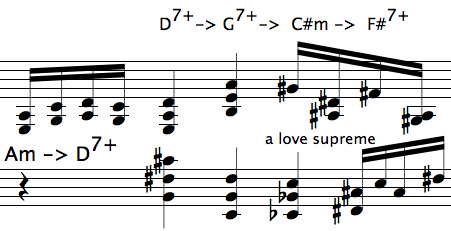 D7+-> G7+-> C#m -> F#7+
a love supreme
Am -> D7+